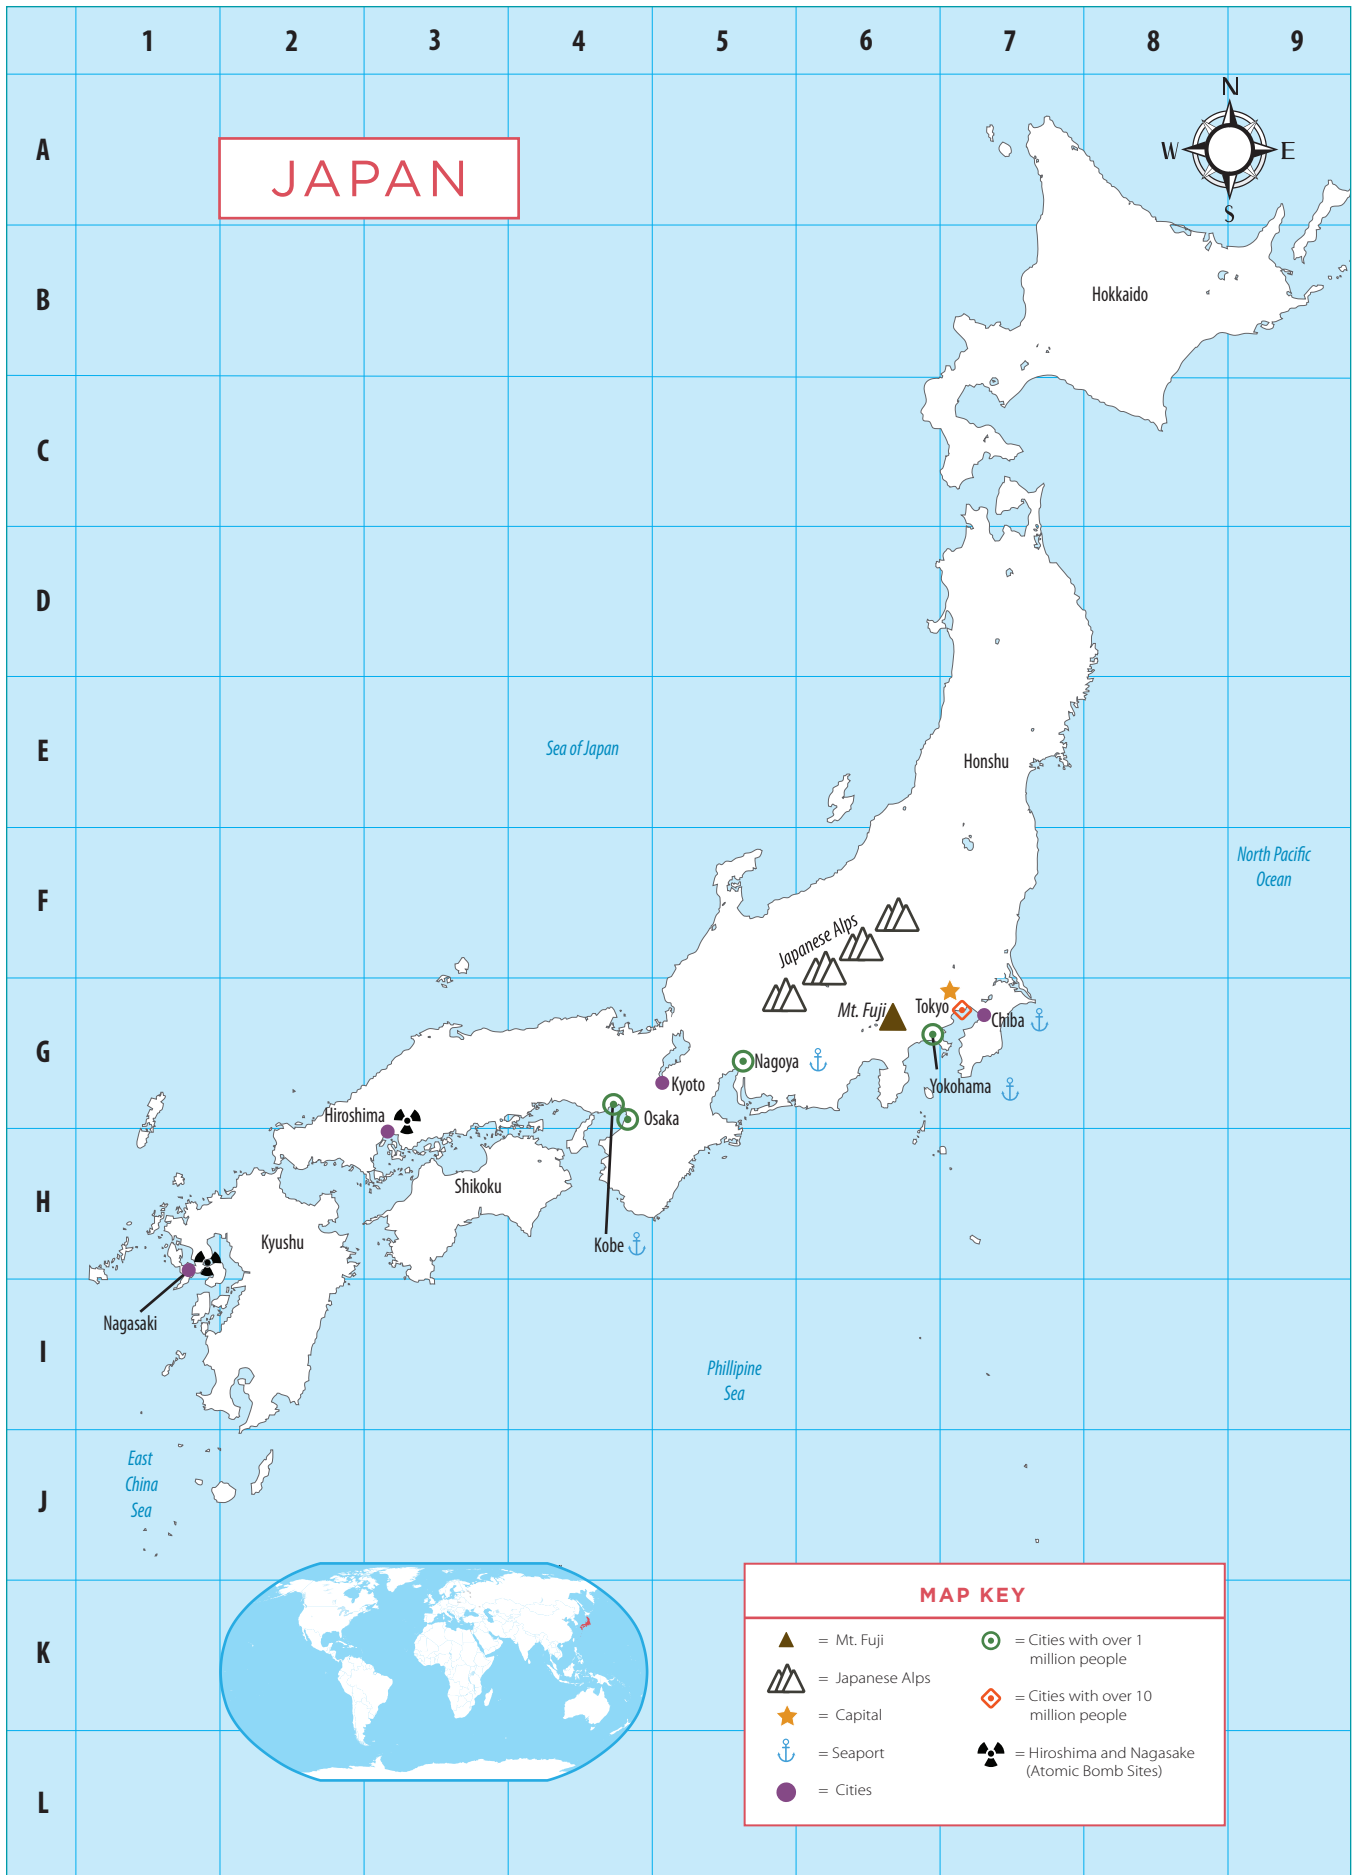 1 2 3 4 5 6 7 8 9
A
B
C
D
E
F
G
H
I
J
K
L
JAPAN
N
W E
S
Hokkaido
Sea of Japan
Honshu
North Pacific
Ocean
Japanese Alps
Mt. Fuji
Tokyo
Chiba
Nagoya
Kyoto
Yokohama
Hiroshima
Osaka
Shikoku
Kyushu
Kobe
Nagasaki
Phillipine
Sea
East
China
Sea
MAP KEY
= Mt. Fuji
= Japanese Alps
= Capital
= Seaport
= Cities
= Cities with over 1
million people
= Cities with over 10
million people
= Hiroshima and Nagasake
(Atomic Bomb Sites)